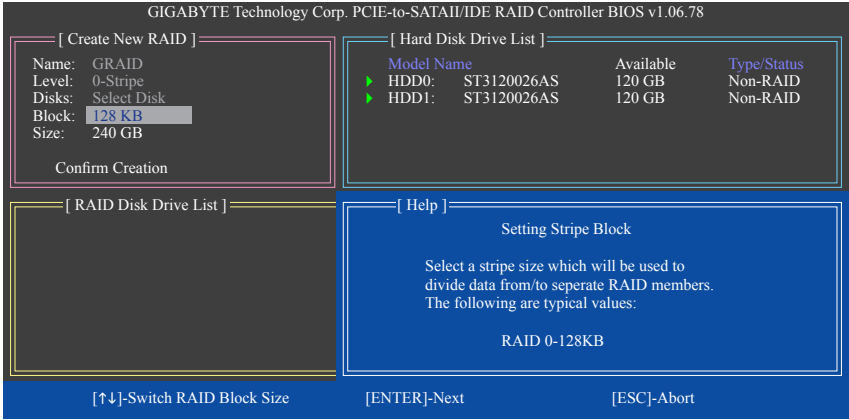 GIGABYTE Technology Corp. PCIE-to-SATAII/IDE RAID Controller BIOS v1.06.78
[ Create New RAID ]
Name: GRAID
Level: 0-Stripe
Disks: Select Disk
Block: 128 KB
Size: 240 GB
Confirm Creation
[ Hard Disk Drive List ]
Model Name Available Type/Status
HDD0: ST3120026AS 120 GB Non-RAID
HDD1: ST3120026AS 120 GB Non-RAID
[ RAID Disk Drive List ]
[ Help ]
Setting Stripe Block
Select a stripe size which will be used to
divide data from/to seperate RAID members.
The following are typical values:
RAID 0-128KB
[↑↓]-Switch RAID Block Size [ENTER]-Next [ESC]-Abort